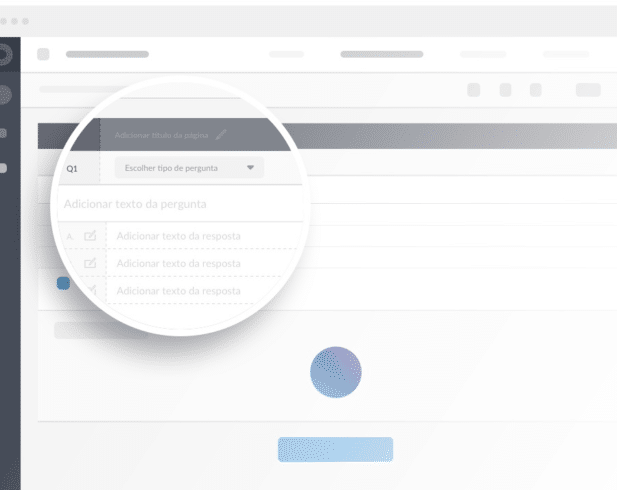 Adicionar título da página
Q1
Escolher tipo de pergunta
Adicionar texto da pergunta
A.
Adicionar texto da resposta
Adicionar texto da resposta
Adicionar texto da resposta